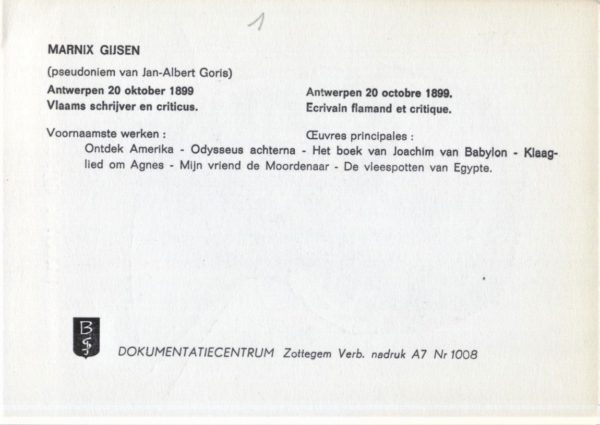 1
MARNIX GIJSEN
(pseudoniem van Jan-Albert Goris)
Antwerpen 20 oktober 1899
Vlaams schrijver en criticus.
Antwerpen 20 octobre 1899.
Ecrivain flamand et critique.
Voornaamste werken : Œuvres principales :
Ontdek Amerika - Odysseus achterna - Het boek van Joachim van Babylon - Klaag-
lied om Agnes - Mijn vriend de Moordenaar - De vleespotten van Egypte.
DOKUMENTATIECENTRUM Zottegem Verb. nadruk A7 Nr 1008